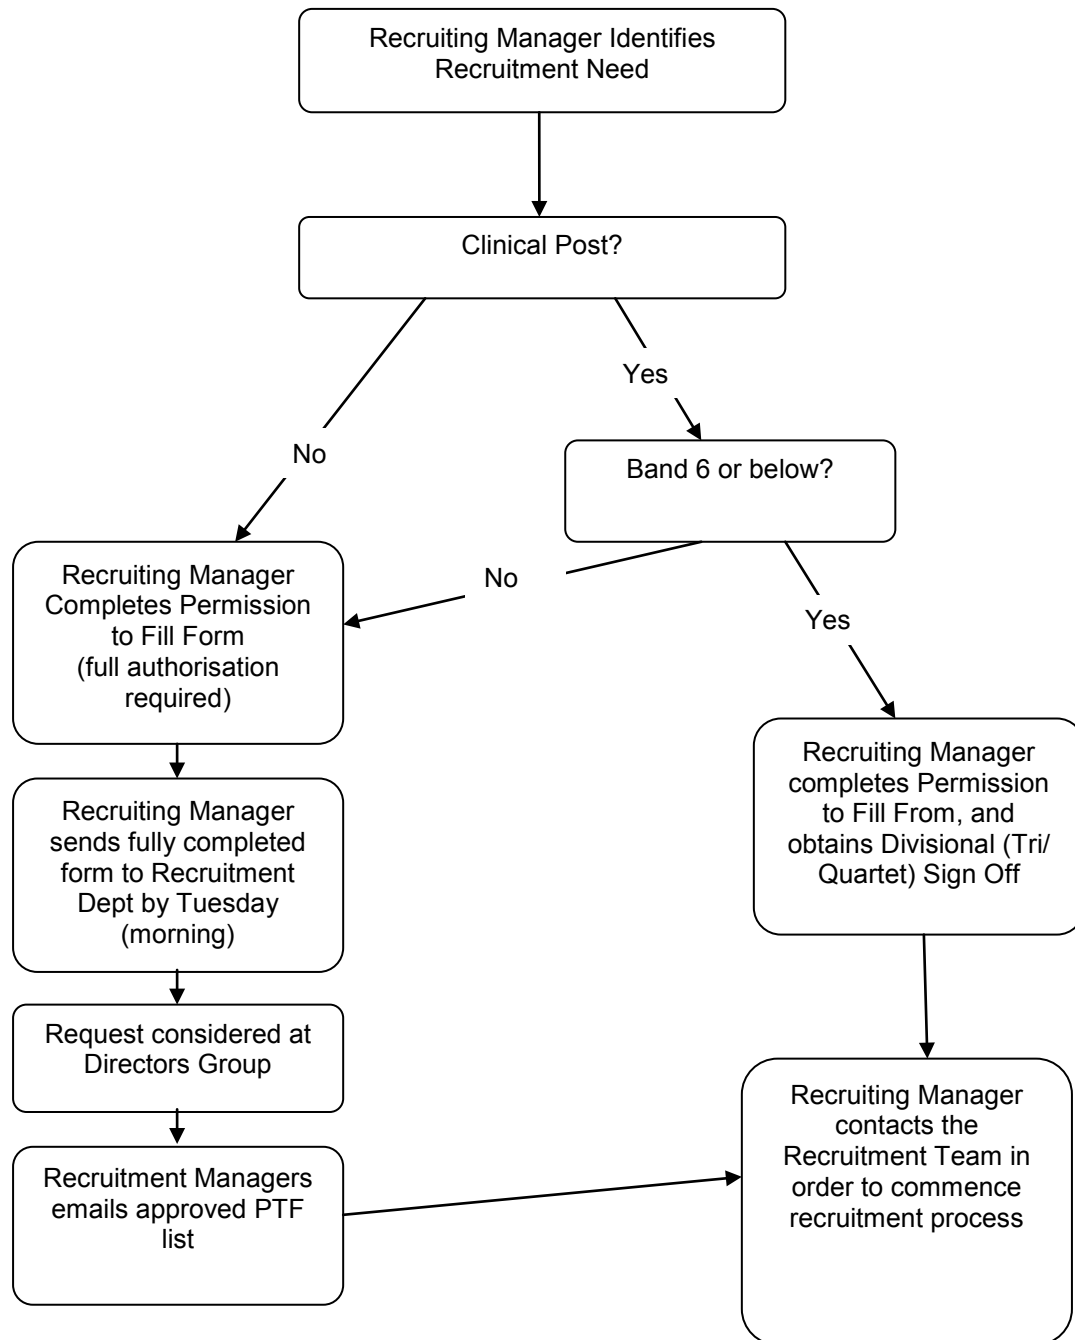 Recruiting Manager Identifies
Recruitment Need
Clinical Post?
Yes
No
Band 6 or below?
No
Yes
Recruiting Manager
Completes Permission
to Fill Form
(full authorisation
required)
Recruiting Manager
sends fully completed
form to Recruitment
Dept by Tuesday
(morning)
Request considered at
Directors Group
Recruitment Managers
emails approved PTF
list
Recruiting Manager
completes Permission
to Fill From, and
obtains Divisional (Tri/
Quartet) Sign Off
Recruiting Manager
contacts the
Recruitment Team in
order to commence
recruitment process